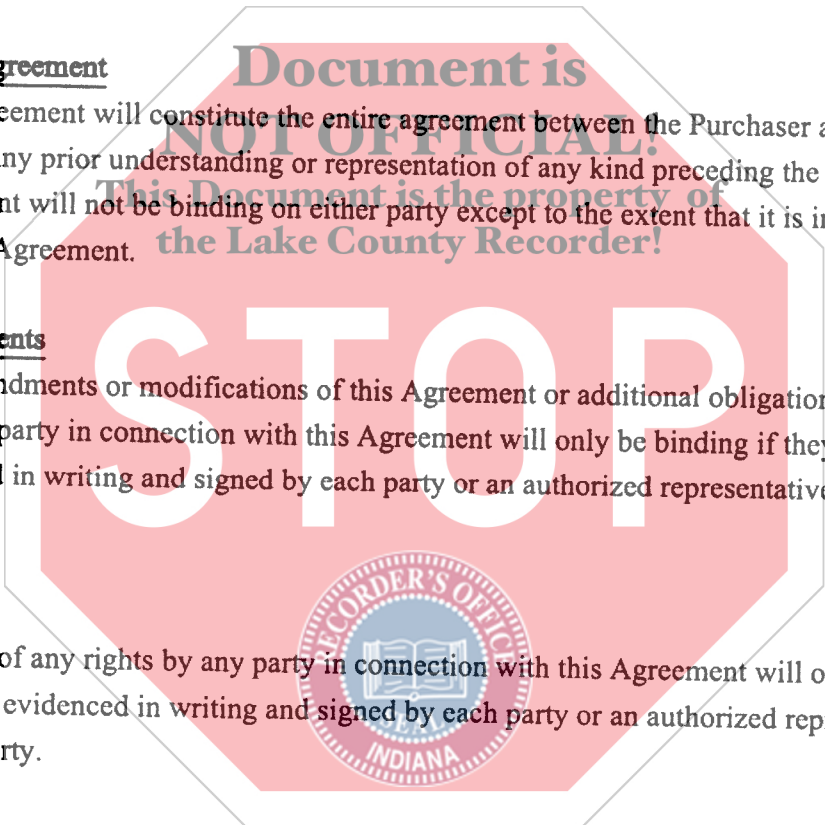 greement
Document is
eement will constitute the entire agreement between the Purchaser a
NOT OFFICIAL!
ny prior understanding or representation of any kind preceding the
This Document is the property of
nt will not be binding on either party except to the extent that it is in
the Lake County Recorder!
Agreement.
STOP
ents
ndments or modifications of this Agreement or additional obligation
party in connection with this Agreement will only be binding if they
in writing and signed by each party or an authorized representative
RECORDER'S OFFICE
of any rights by any party in connection with this Agreement will o
evidenced in writing and signed by each party or an authorized rep
SEAL
rty.
INDIANA